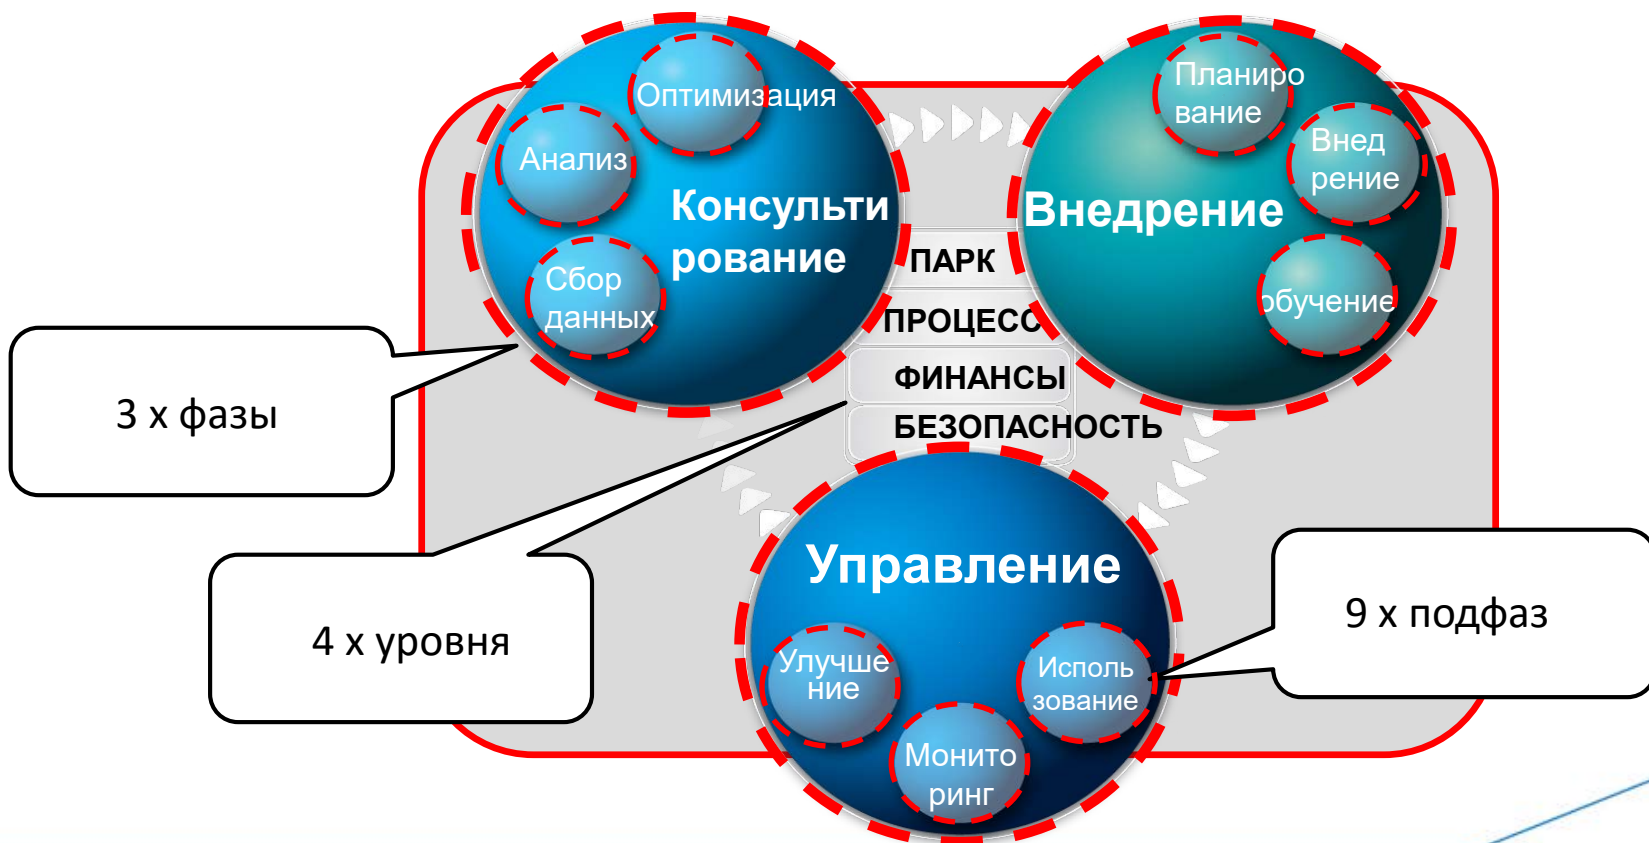 Оптимизация
Анализ
Сбор
данных
Консульти
рование
Планиро
вание
Внед
рение
обучение
Внедрение
ПАРК
ПРОЦЕСС
ФИНАНСЫ
БЕЗОПАСНОСТЬ
3 х фазы
4 х уровня
9 х подфаз
Управление
Улучше
ние
Монито
ринг
Исполь
зование